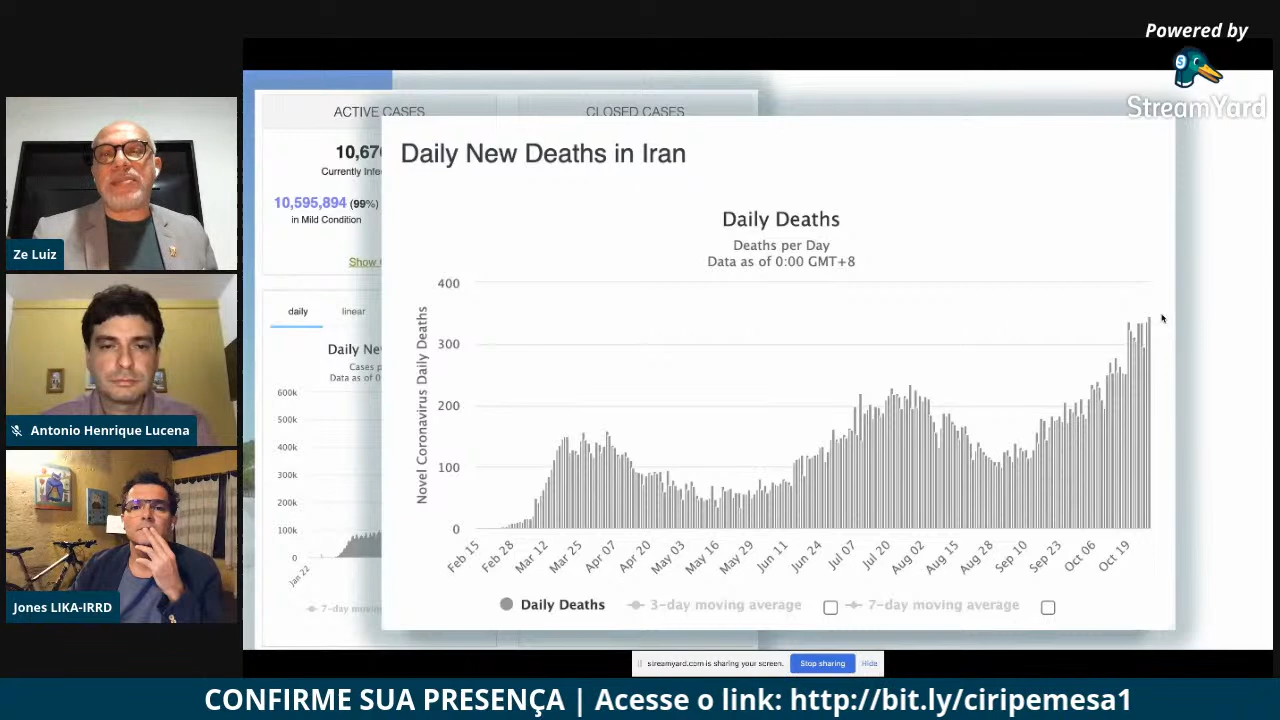 Powered by
StreamYard
ACTIVE CASES
CLOSED CASES
10,67
Currently Infe
10,595,894 (99%)
in Mild Condition
Show
daily
linear
Daily Ne
Cases p
Data as of 0
600k
500k
400k
300k
200k
100k
0
Jan 22
7-day movin
Daily New Deaths in Iran
Daily Deaths
Deaths per Day
Data as of 0:00 GMT+8
Novel Coronavirus Daily Deaths
400
300
200
100
0
Feb 15
Feb 28
Mar 12
Mar 25
Apr 07
Apr 20
May 03
May 16
May 29
Jun 11
Jun 24
Jul 07
Jul 20
Aug 02
Aug 15
Aug 28
Sep 10
Sep 23
Oct 06
Oct 19
Daily Deaths
3-day moving average
7-day moving average
Ze Luiz
Antonio Henrique Lucena
Jones LIKA-IRRD
streamyard.com is sharing your screen.
Stop sharing
Hide
CONFIRME SUA PRESENÇA | Acesse o link: http://bit.ly/ciripemesa1